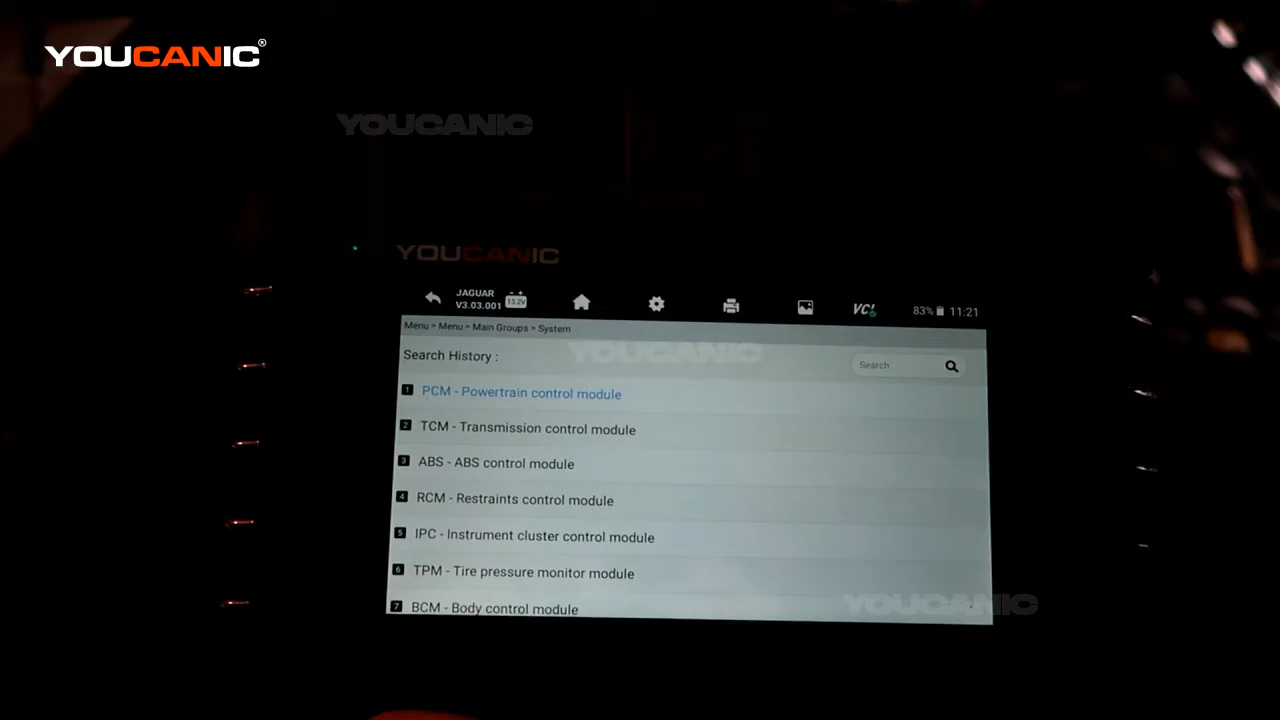 YOUCANIC®
YOUCANIC
YOUCANIC
JAGUAR
V3.03.001
13.2V
VCI
83% 11:21
Menu > Menu > Main Groups > System
YOUCANIC
Search History :
Search
1 PCM - Powertrain control module
2 TCM - Transmission control module
3 ABS - ABS control module
4 RCM - Restraints control module
5 IPC - Instrument cluster control module
6 TPM - Tire pressure monitor module
7 BCM - Body control module
YOUCANIC